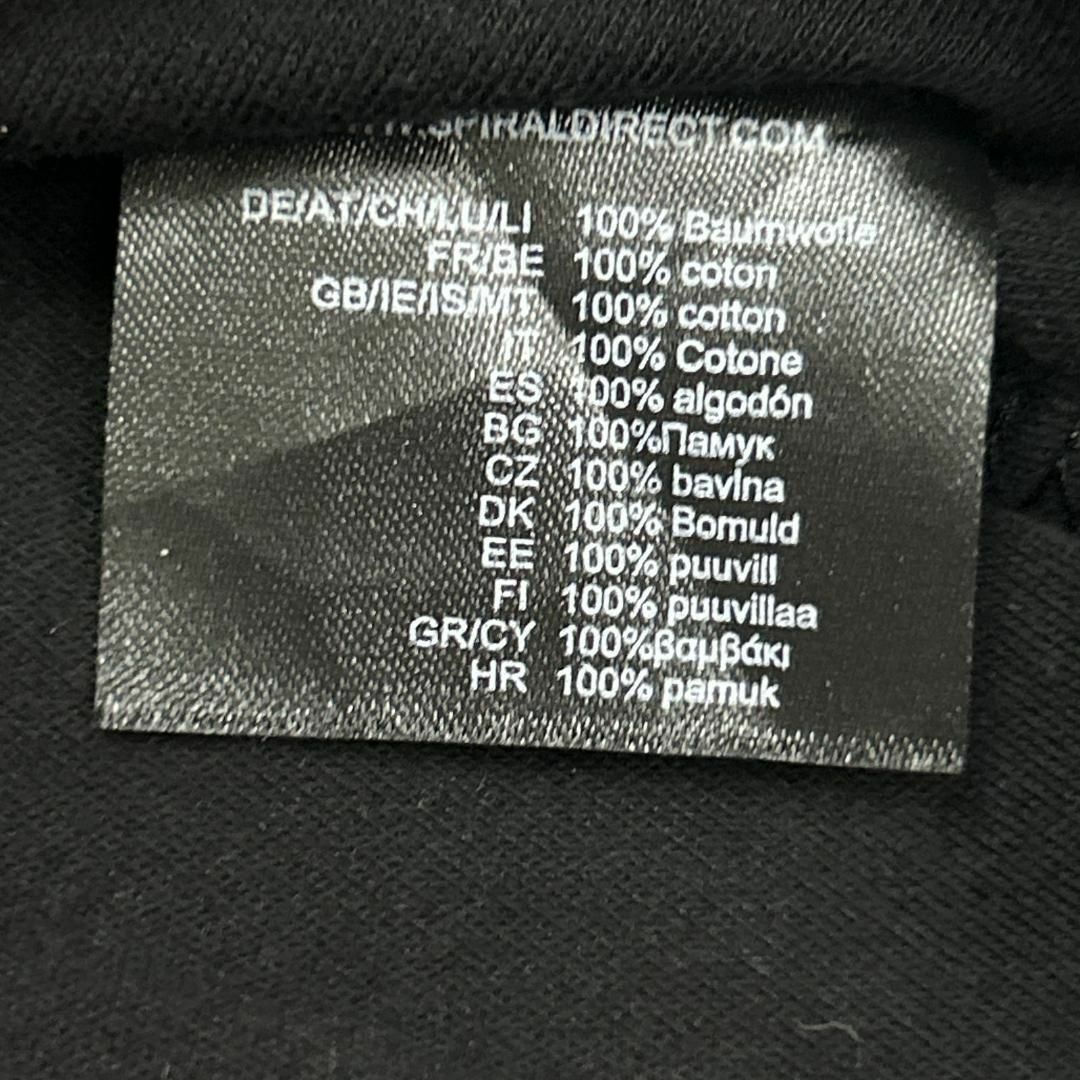 SPIRALDIRECT.COM
DE/AT/CH/LU/LI 100% Baumwolle
FR/BE 100% coton
GB/IE/IS/MT 100% cotton
IT 100% Cotone
ES 100% algodón
BG 100%Памук
CZ 100% bavlna
DK 100% Bomuld
EE 100% puuvill
FI 100% puuvillaa
GR/CY 100%βαμβάκι
HR 100% pamuk